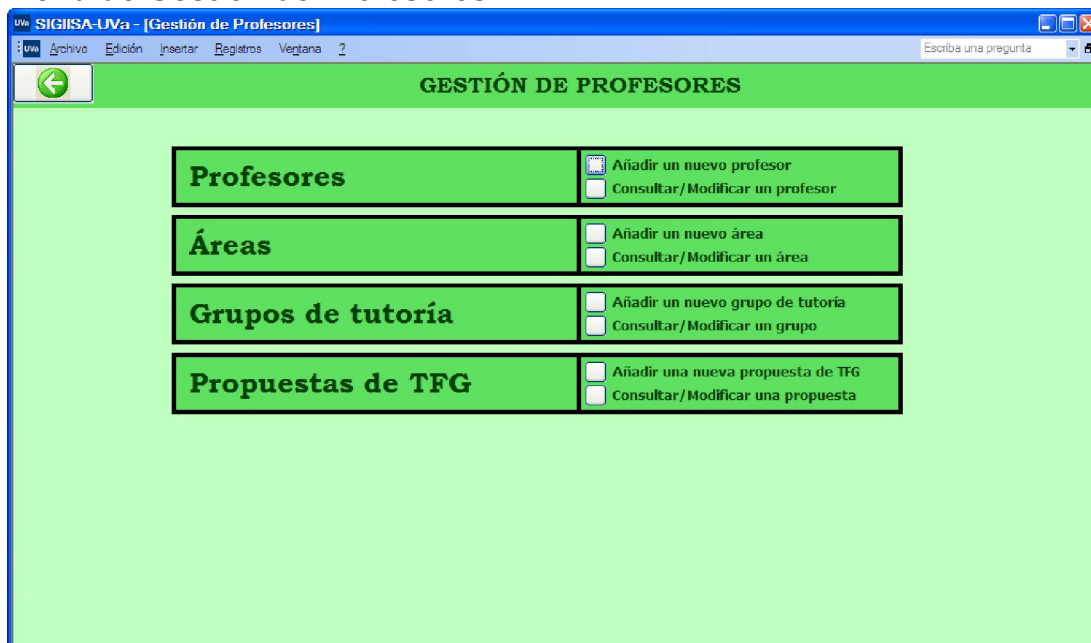 SIGIISA-UVa - [Gestión de Profesores]
Archivo Edición Insertar Registros Ventana ? Escriba una pregunta
GESTIÓN DE PROFESORES
Profesores
Añadir un nuevo profesor
Consultar/Modificar un profesor
Áreas
Añadir un nuevo área
Consultar/Modificar un área
Grupos de tutoría
Añadir un nuevo grupo de tutoría
Consultar/Modificar un grupo
Propuestas de TFG
Añadir una nueva propuesta de TFG
Consultar/Modificar una propuesta